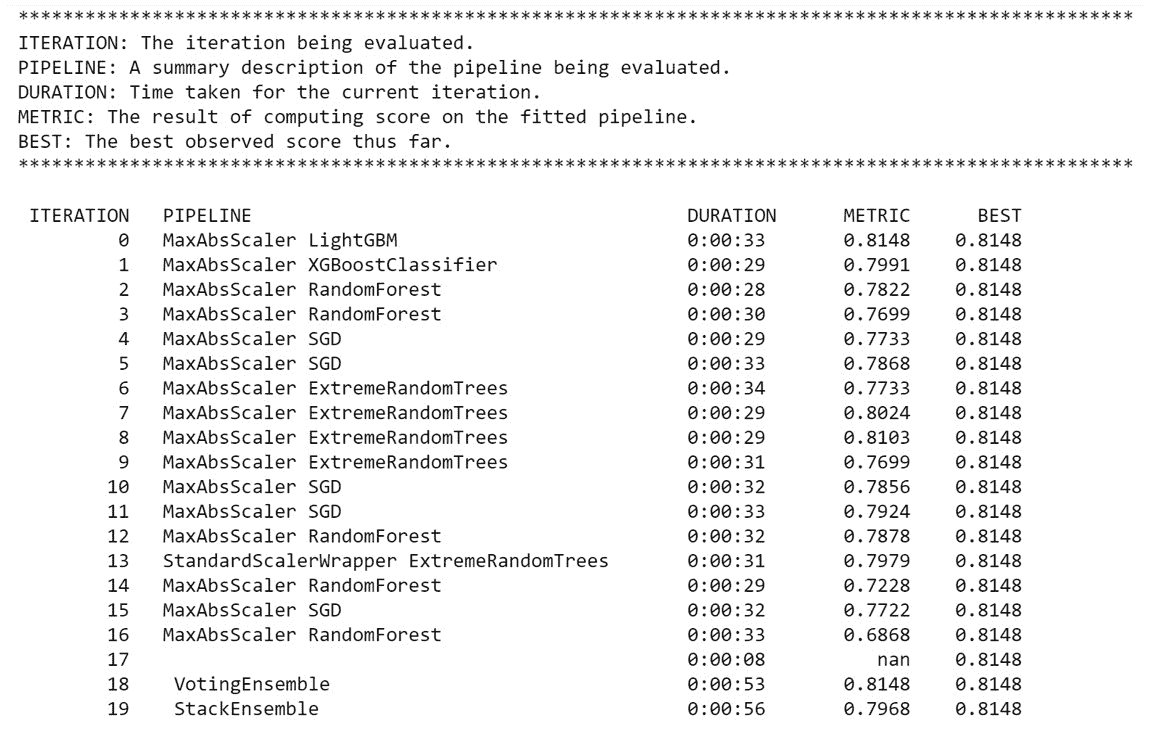 ****************************************************************************************************
ITERATION: The iteration being evaluated.
PIPELINE: A summary description of the pipeline being evaluated.
DURATION: Time taken for the current iteration.
METRIC: The result of computing score on the fitted pipeline.
BEST: The best observed score thus far.
****************************************************************************************************
ITERATION PIPELINE DURATION METRIC BEST
0 MaxAbsScaler LightGBM 0:00:33 0.8148 0.8148
1 MaxAbsScaler XGBoostClassifier 0:00:29 0.7991 0.8148
2 MaxAbsScaler RandomForest 0:00:28 0.7822 0.8148
3 MaxAbsScaler RandomForest 0:00:30 0.7699 0.8148
4 MaxAbsScaler SGD 0:00:29 0.7733 0.8148
5 MaxAbsScaler SGD 0:00:33 0.7868 0.8148
6 MaxAbsScaler ExtremeRandomTrees 0:00:34 0.7733 0.8148
7 MaxAbsScaler ExtremeRandomTrees 0:00:29 0.8024 0.8148
8 MaxAbsScaler ExtremeRandomTrees 0:00:29 0.8103 0.8148
9 MaxAbsScaler ExtremeRandomTrees 0:00:31 0.7699 0.8148
10 MaxAbsScaler SGD 0:00:32 0.7856 0.8148
11 MaxAbsScaler SGD 0:00:33 0.7924 0.8148
12 MaxAbsScaler RandomForest 0:00:32 0.7878 0.8148
13 StandardScalerWrapper ExtremeRandomTrees 0:00:31 0.7979 0.8148
14 MaxAbsScaler RandomForest 0:00:29 0.7228 0.8148
15 MaxAbsScaler SGD 0:00:32 0.7722 0.8148
16 MaxAbsScaler RandomForest 0:00:33 0.6868 0.8148
17 0:00:08 nan 0.8148
18 VotingEnsemble 0:00:53 0.8148 0.8148
19 StackEnsemble 0:00:56 0.7968 0.8148